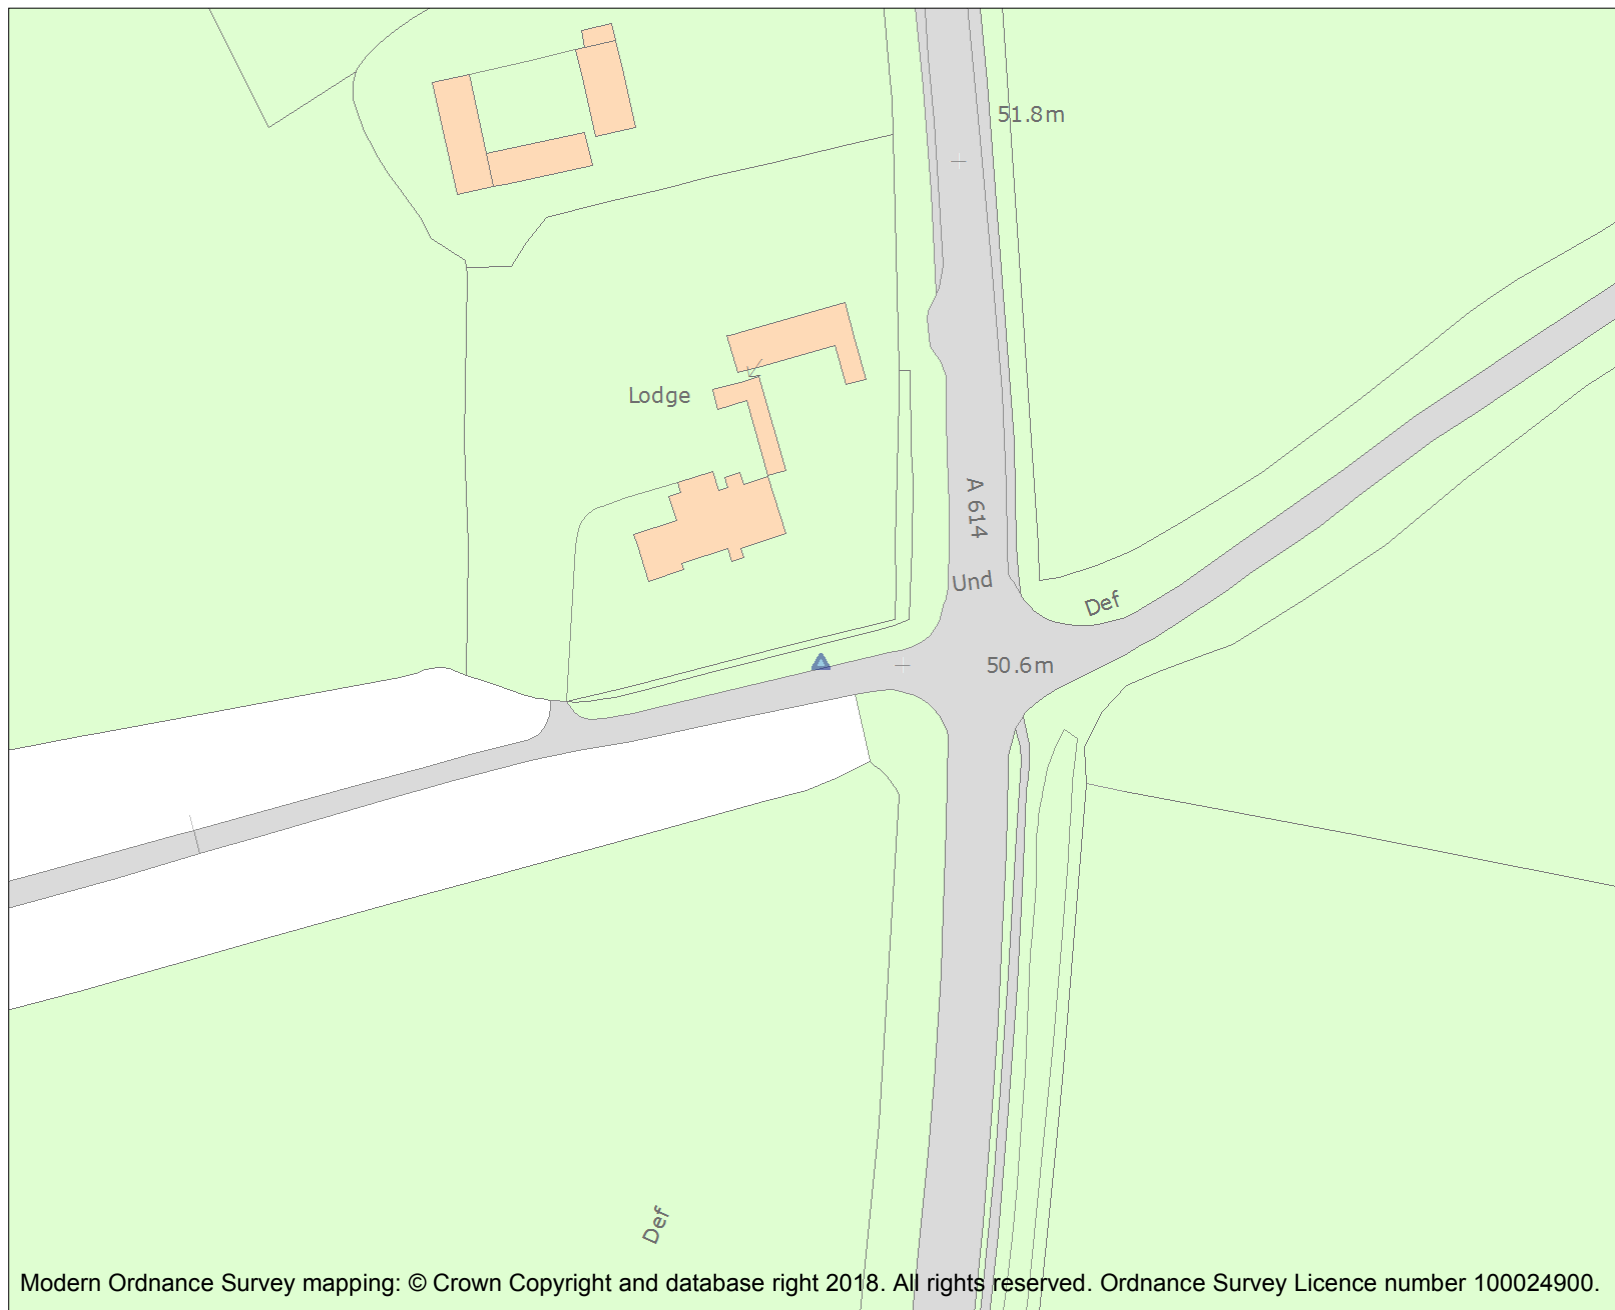 51.8m
Lodge
A 614
Und
Def
50.6m
Def
Modern Ordnance Survey mapping: © Crown Copyright and database right 2018. All rights reserved. Ordnance Survey Licence number 100024900.